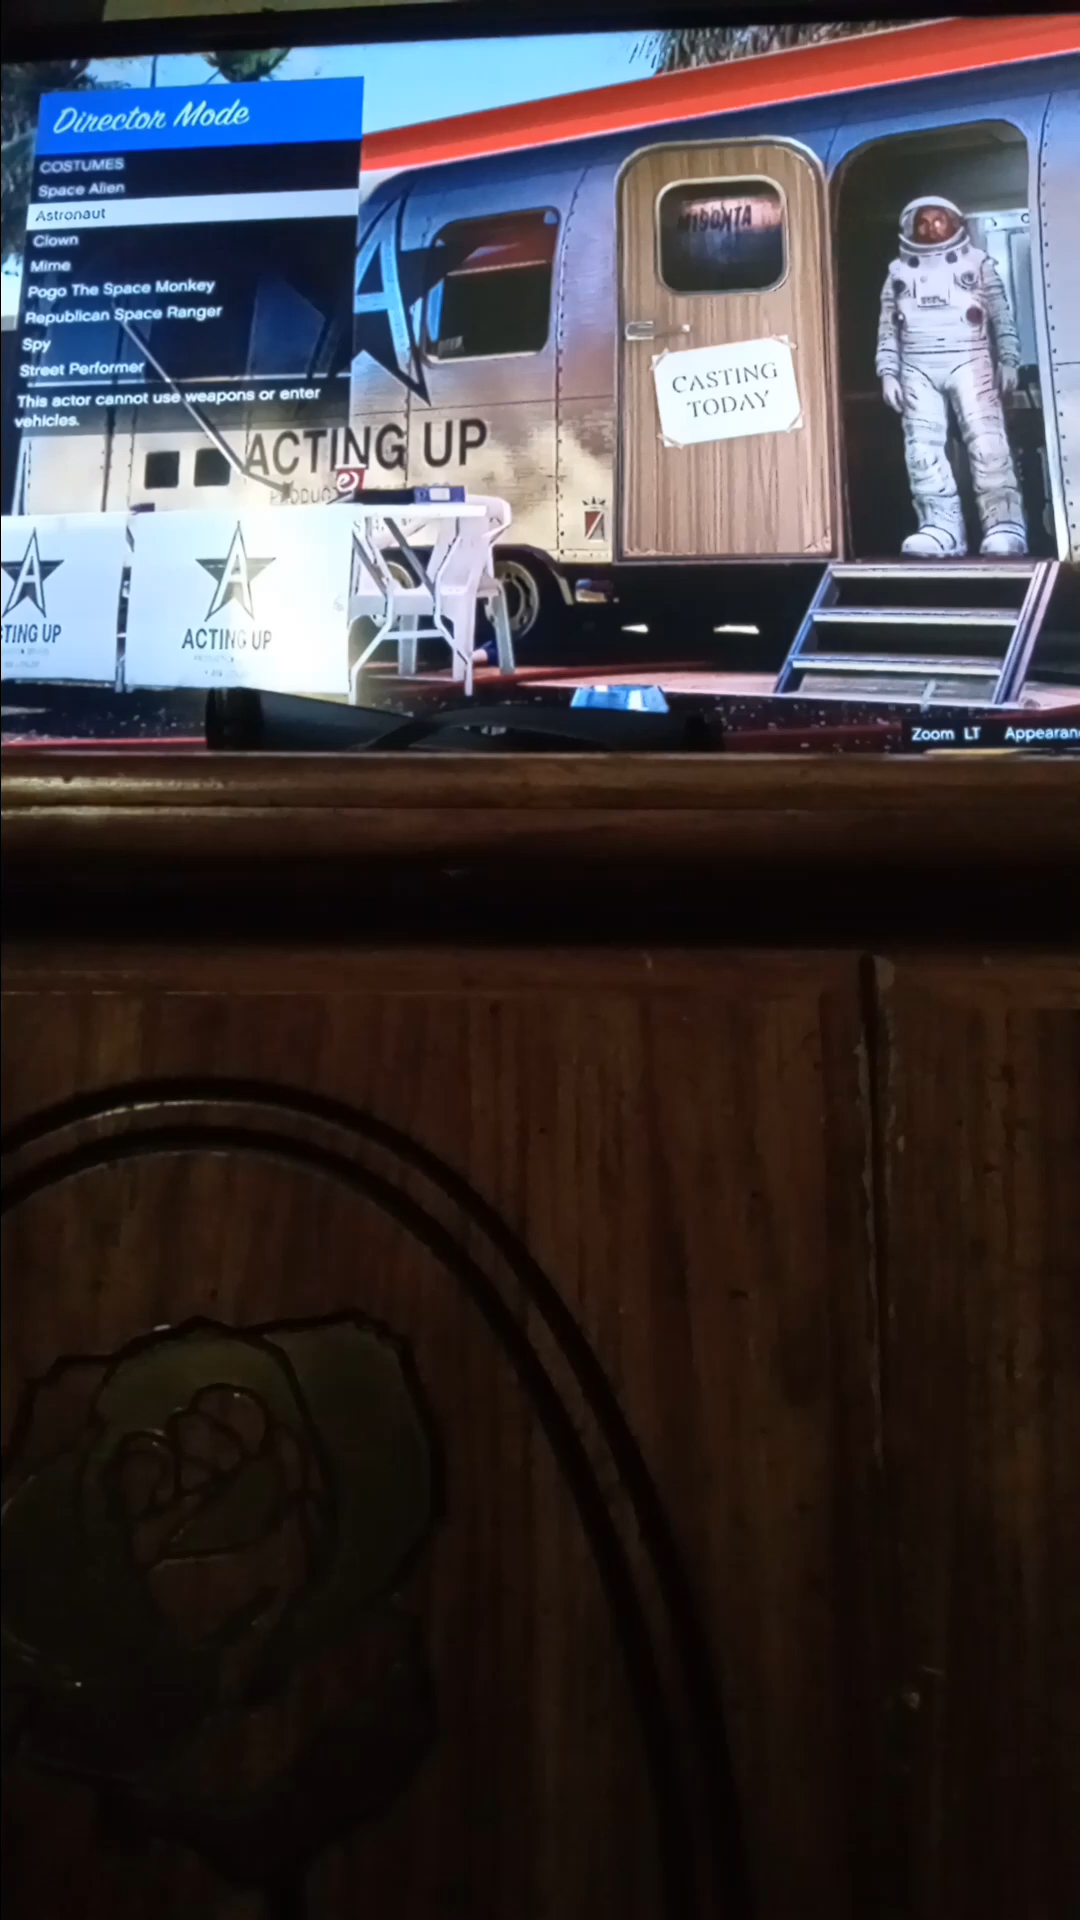 Director Mode
COSTUMES
Space Alien
Astronaut
Clown
Mime
Pogo The Space Monkey
Republican Space Ranger
Spy
Street Performer
This actor cannot use weapons or enter
vehicles.
CASTING
TODAY
ACTING UP
TING UP
ACTING UP
Zoom LT Appearan